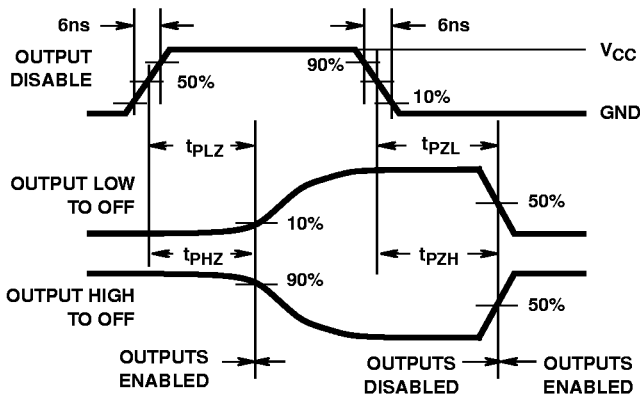 6ns
6ns
OUTPUT
DISABLE
50%
90%
10%
VCC
GND
tPLZ
tPZL
OUTPUT LOW
TO OFF
10%
50%
tPHZ
tPZH
OUTPUT HIGH
TO OFF
90%
50%
OUTPUTS
ENABLED
OUTPUTS
DISABLED
OUTPUTS
ENABLED